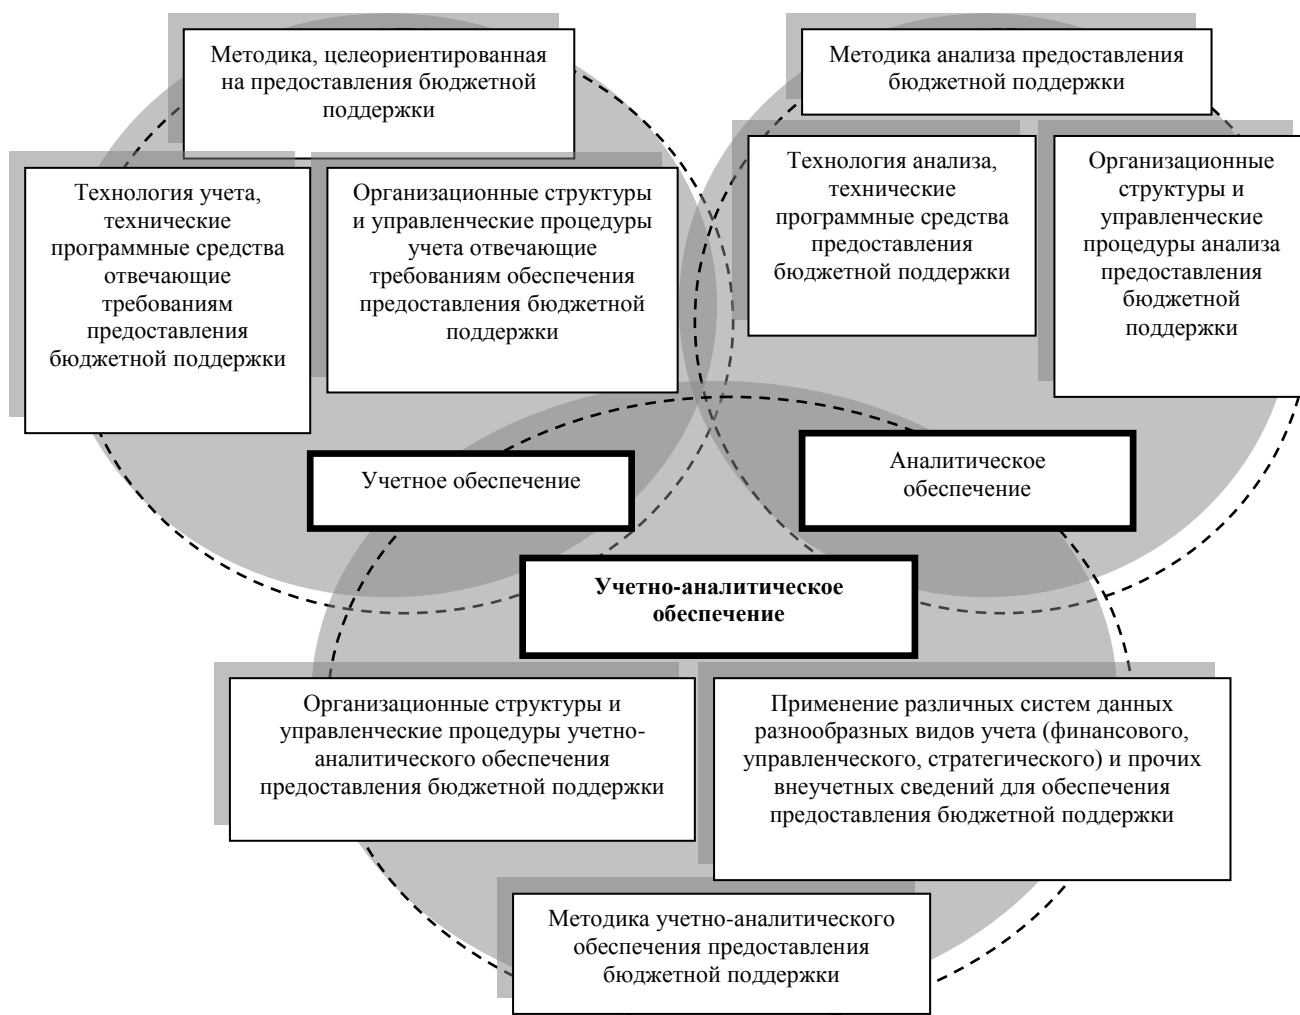 Методика, целеориентированная
на предоставления бюджетной
поддержки
Методика анализа предоставления
бюджетной поддержки
Технология учета,
технические
программные средства
отвечающие
требованиям
предоставления
бюджетной поддержки
Организационные структуры
и управленческие процедуры
учета отвечающие
требованиям обеспечения
предоставления бюджетной
поддержки
Технология анализа,
технические
программные средства
предоставления
бюджетной поддержки
Организационные
структуры и
управленческие
процедуры анализа
предоставления
бюджетной
поддержки
Учетное обеспечение
Аналитическое
обеспечение
Учетно-аналитическое
обеспечение
Организационные структуры и
управленческие процедуры учетно-
аналитического обеспечения
предоставления бюджетной поддержки
Применение различных систем данных
разнообразных видов учета (финансового,
управленческого, стратегического) и прочих
внеучетных сведений для обеспечения
предоставления бюджетной поддержки
Методика учетно-аналитического
обеспечения предоставления
бюджетной поддержки